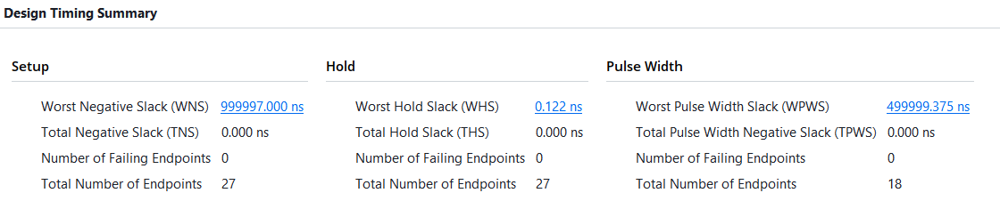 Design Timing Summary
Setup
Hold
Pulse Width
Worst Negative Slack (WNS) 999997.000 ns
Worst Hold Slack (WHS) 0.122 ns
Worst Pulse Width Slack (WPWS) 499999.375 ns
Total Negative Slack (TNS) 0.000 ns
Total Hold Slack (THS) 0.000 ns
Total Pulse Width Negative Slack (TPWS) 0.000 ns
Number of Failing Endpoints 0
Number of Failing Endpoints 0
Number of Failing Endpoints 0
Total Number of Endpoints 27
Total Number of Endpoints 27
Total Number of Endpoints 18